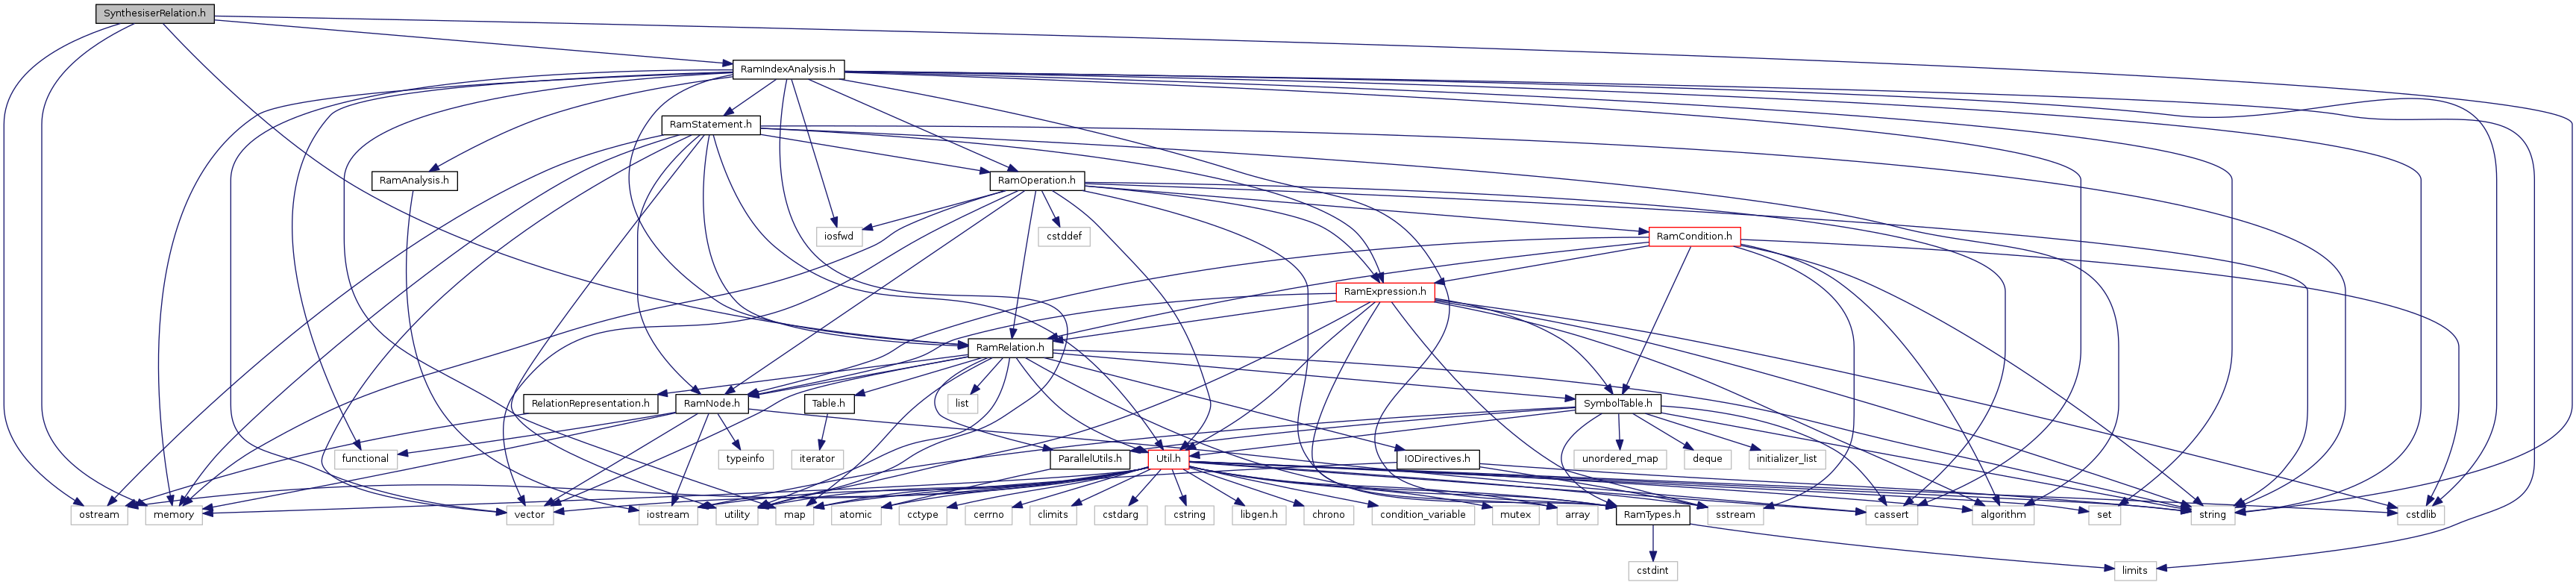 SynthesiserRelation.h
RamIndexAnalysis.h
RamStatement.h
RamAnalysis.h
RamOperation.h
iosfwd
cstddef
RamCondition.h
RamExpression.h
RamRelation.h
RelationRepresentation.h
RamNode.h
Table.h
list
SymbolTable.h
functional
typeinfo
iterator
ParallelUtils.h
Util.h
IODirectives.h
unordered_map
deque
initializer_list
ostream
memory
vector
iostream
utility
map
atomic
cctype
cerrno
climits
cstdarg
cstring
libgen.h
chrono
condition_variable
mutex
array
RamTypes.h
sstream
cassert
algorithm
set
string
cstdlib
cstdint
limits